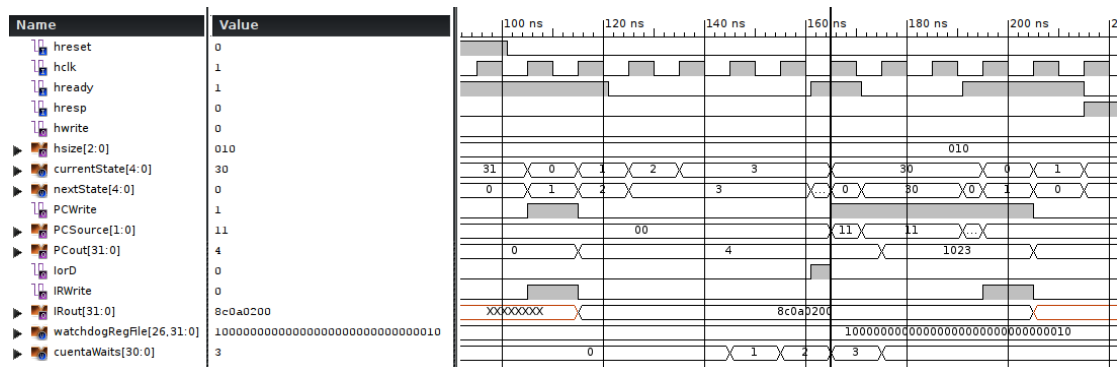 Name Value 100 ns 120 ns 140 ns 160 ns 180 ns 200 ns 2
hreset 0
hclk 1
hready 1
hresp 0
hwrite 0
hsize[2:0] 010 010
currentState[4:0] 30 31 0 1 2 3 30 0 1
nextState[4:0] 0 0 1 2 3 ... 0 30 0 1 0
PCWrite 1
PCSource[1:0] 11 00 11 11 ...
PCout[31:0] 4 0 4 1023
IorD 0
IRWrite 0
IRout[31:0] 8c0a0200 XXXXXXXX 8c0a0200
watchdogRegFile[26,31:0] 10000000000000000000000000000010 10000000000000000000000000000010
cuentaWaits[30:0] 3 0 1 2 3